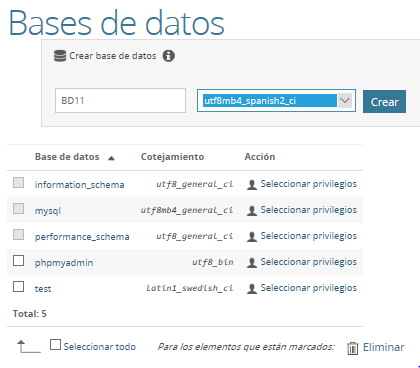 Bases de datos
Crear base de datos
BD11 utf8mb4_spanish2_ci Crear
Base de datos Cotejamiento Acción
information_schema utf8_general_ci Seleccionar privilegios
mysql utf8mb4_general_ci Seleccionar privilegios
performance_schema utf8_general_ci Seleccionar privilegios
phpmyadmin utf8_bin Seleccionar privilegios
test latin1_swedish_ci Seleccionar privilegios
Total: 5
Seleccionar todo Para los elementos que están marcados: Eliminar